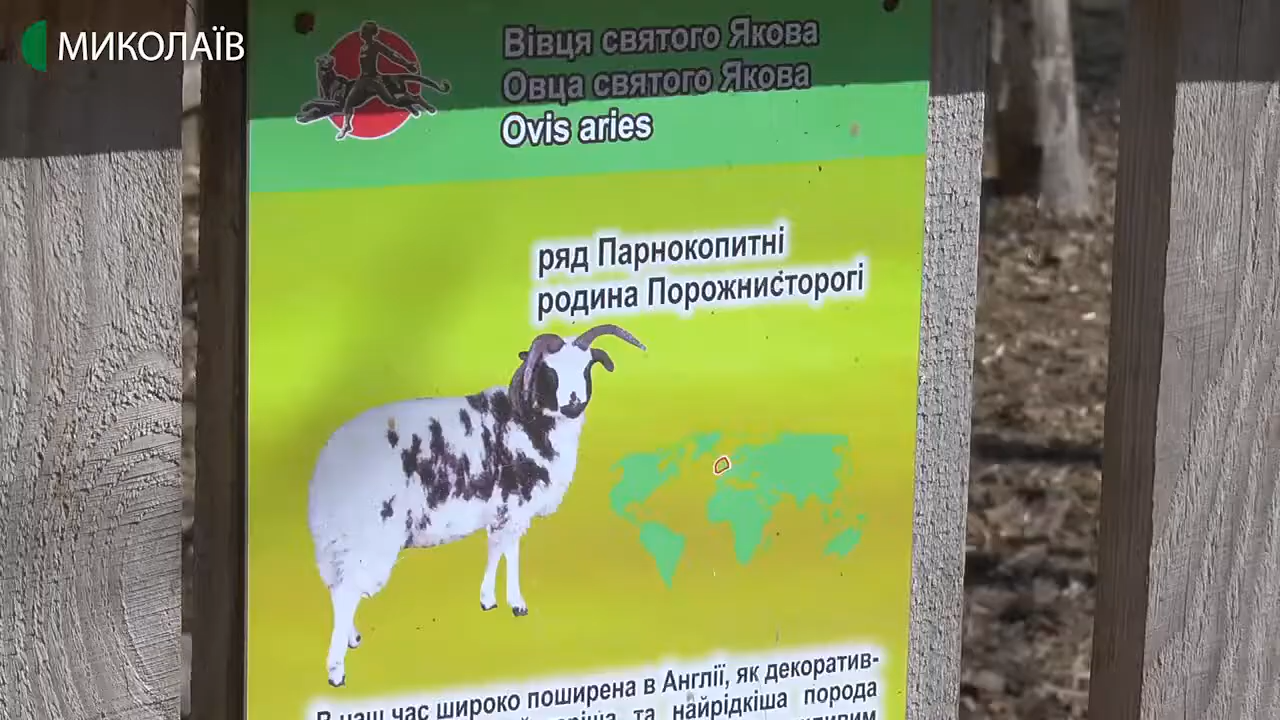 МИКОЛАЇВ
Вівця святого Якова
Овца святого Якова
Ovis aries
ряд Парнокопитні
родина Порожнисторогі
В наш час широко поширена в Англії, як декоратив-
та найрідкіша порода